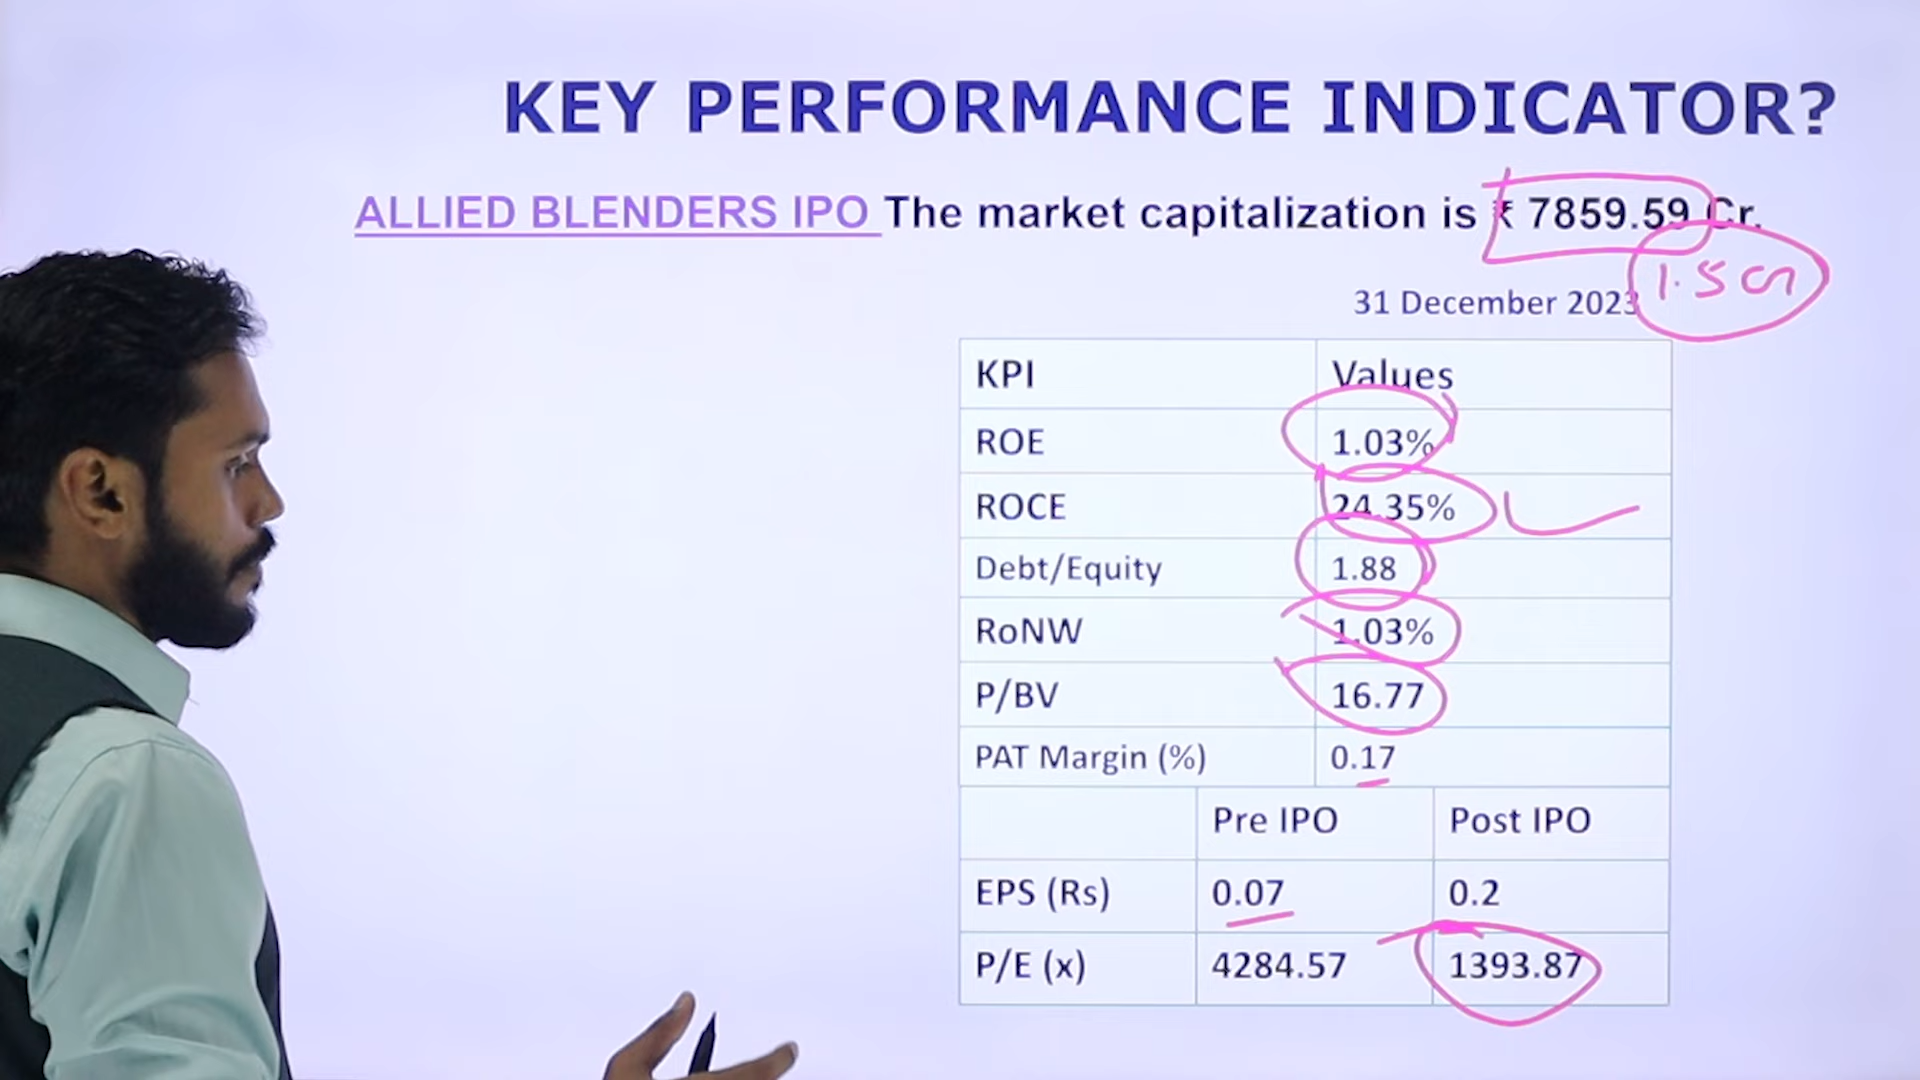 KEY PERFORMANCE INDICATOR?
ALLIED BLENDERS IPO The market capitalization is ₹ 7859.59 Cr.
1.5 Cr
31 December 2023
KPI Values
ROE 1.03%
ROCE 24.35%
Debt/Equity 1.88
RoNW 1.03%
P/BV 16.77
PAT Margin (%) 0.17
Pre IPO Post IPO
EPS (Rs) 0.07 0.2
P/E (x) 4284.57 1393.87